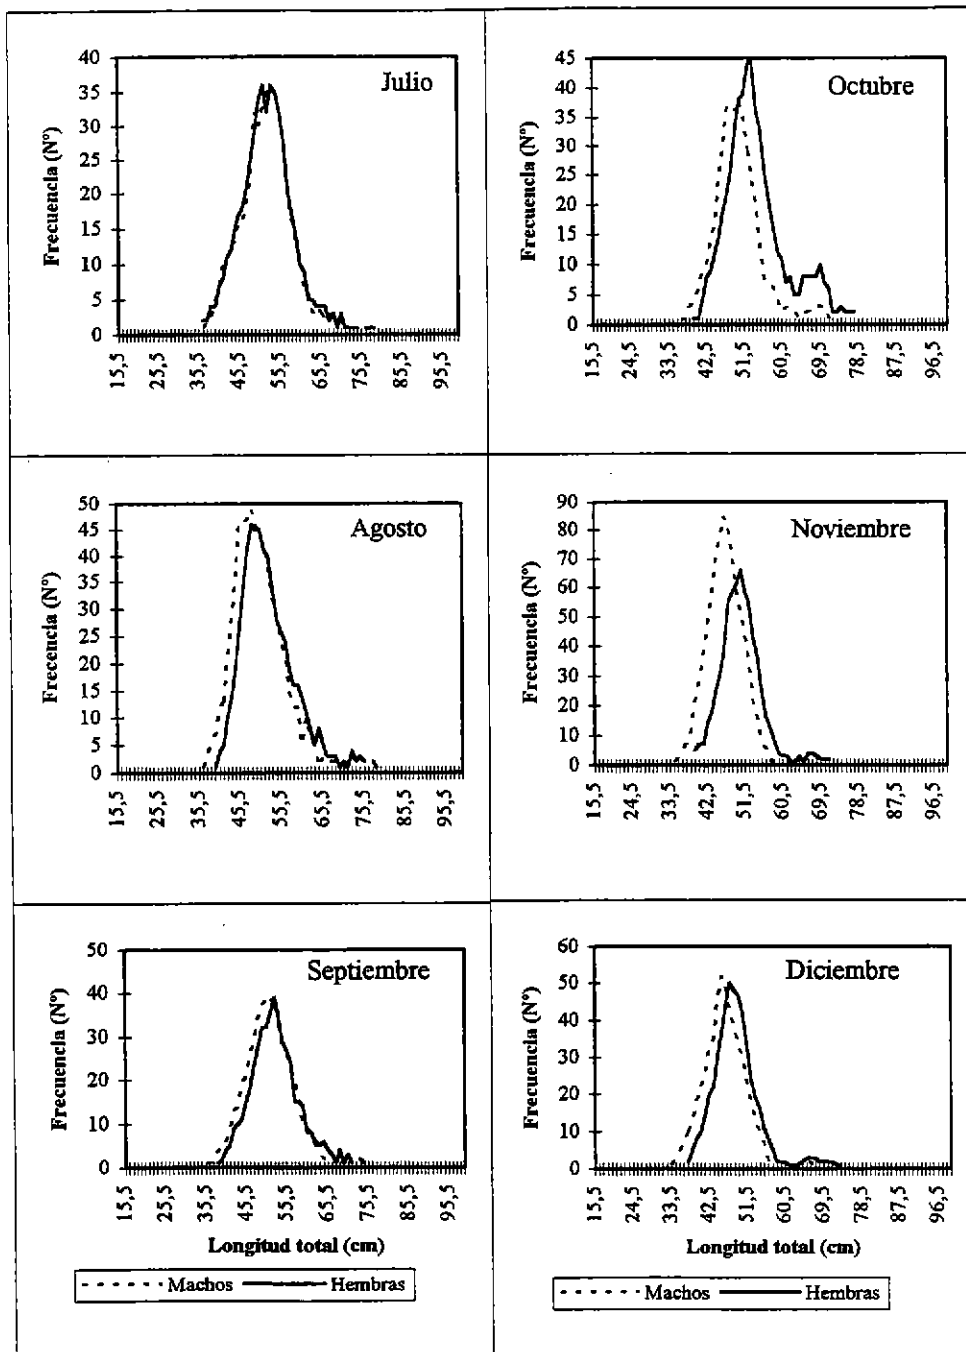 Julio
Frecuencia (Nº)
40
35
30
25
20
15
10
5
0
15,5 25,5 35,5 45,5 55,5 65,5 75,5 85,5 95,5
Octubre
Frecuencia (Nº)
45
40
35
30
25
20
15
10
5
0
15,5 24,5 33,5 42,5 51,5 60,5 69,5 78,5 87,5 96,5
Agosto
Frecencia (Nº)
50
45
40
35
30
25
20
15
10
5
0
15,5 25,5 35,5 45,5 55,5 65,5 75,5 85,5 95,5
Noviembre
Frecuencia (Nº)
90
80
70
60
50
40
30
20
10
0
15,5 24,5 33,5 42,5 51,5 60,5 69,5 78,5 87,5 96,5
Septiembre
Frecuencia (Nº)
50
40
30
20
10
0
15,5 25,5 35,5 45,5 55,5 65,5 75,5 85,5 95,5
Longitud total (cm)
Machos Hembras
Diciembre
Frecuencia (Nº)
60
50
40
30
20
10
0
15,5 24,5 33,5 42,5 51,5 60,5 69,5 78,5 87,5 96,5
Longitud total (cm)
Machos Hembras